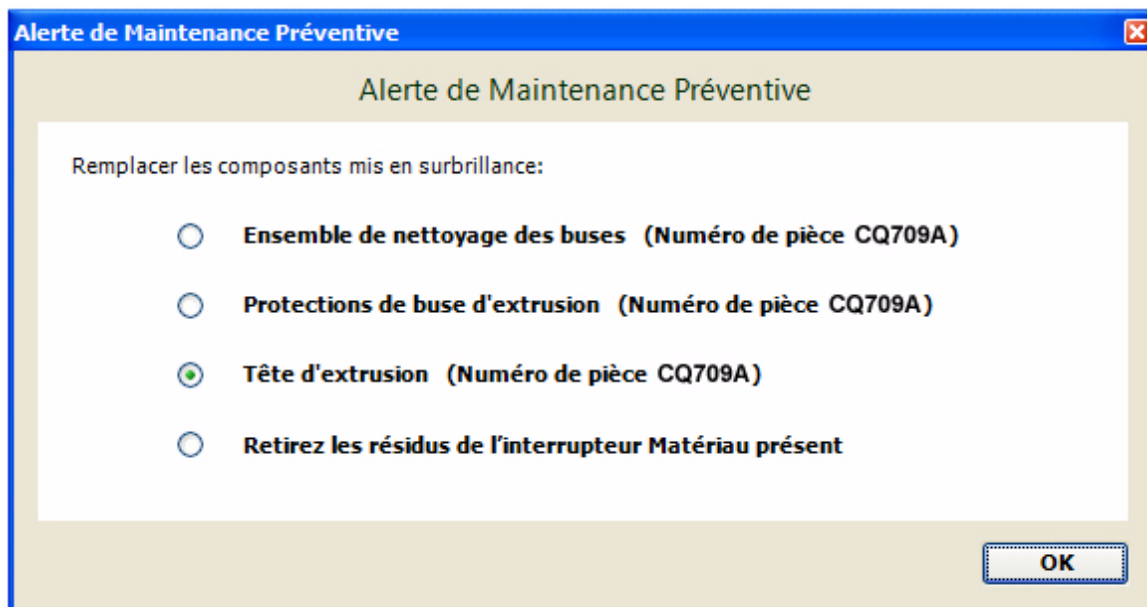 Alerte de Maintenance Préventive
Alerte de Maintenance Préventive
Remplacer les composants mis en surbrillance:
Ensemble de nettoyage des buses (Numéro de pièce CQ709A)
Protections de buse d'extrusion (Numéro de pièce CQ709A)
Tête d'extrusion (Numéro de pièce CQ709A)
Retirez les résidus de l’interrupteur Matériau présent
OK